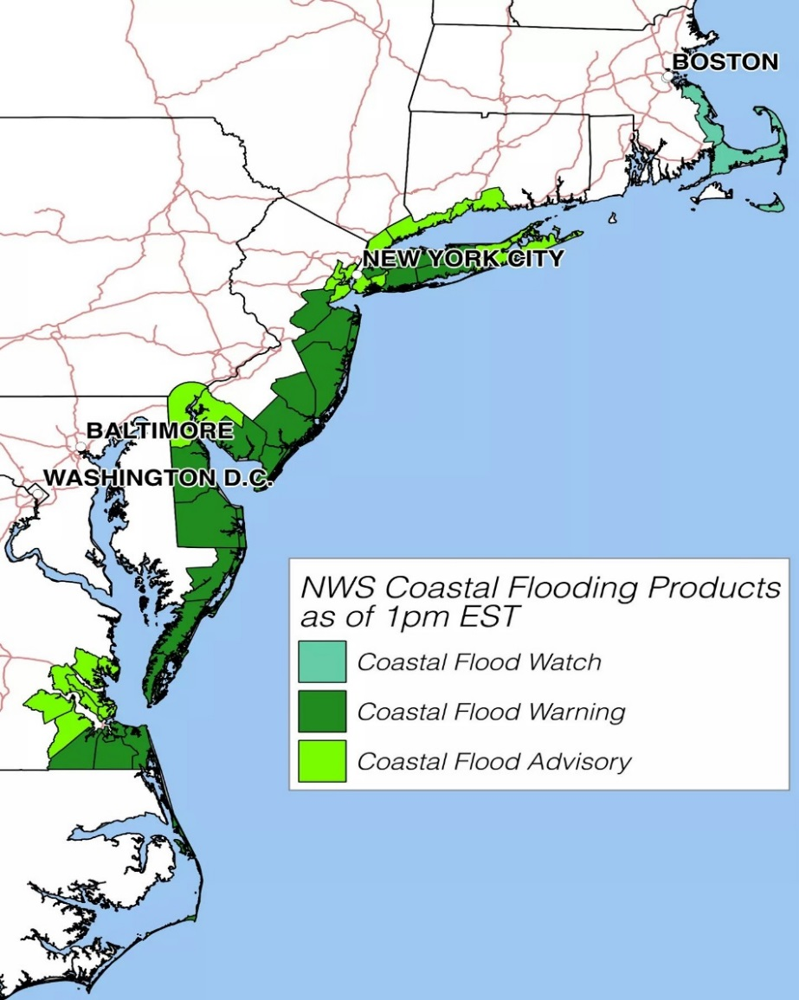 BOSTON
NEW YORK CITY
BALTIMORE
WASHINGTON D.C.
NWS Coastal Flooding Products
as of 1pm EST
Coastal Flood Watch
Coastal Flood Warning
Coastal Flood Advisory